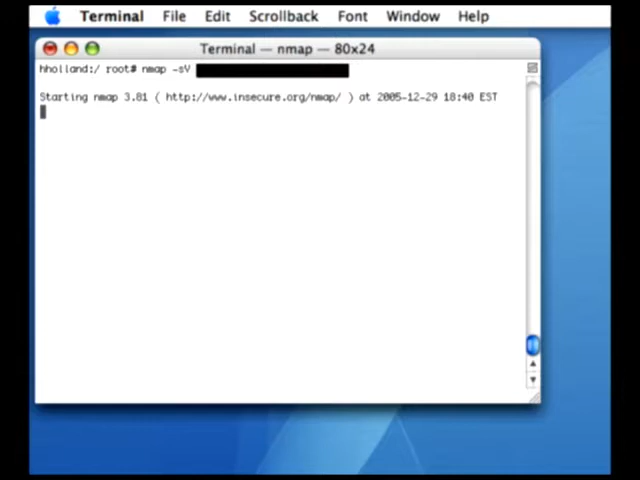 Terminal File Edit Scrollback Font Window Help
Terminal — nmap — 80x24
hholland:/ root# nmap -sV
Starting nmap 3.81 ( http://www.insecure.org/nmap/ ) at 2005-12-29 18:40 EST